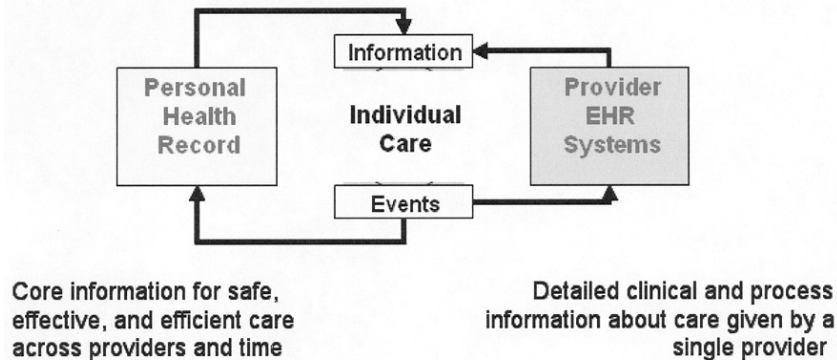 Information
Personal
Health
Record
Individual
Care
Provider
EHR
Systems
Events
Core information for safe,
effective, and efficient care
across providers and time
Detailed clinical and process
information about care given by a
single provider